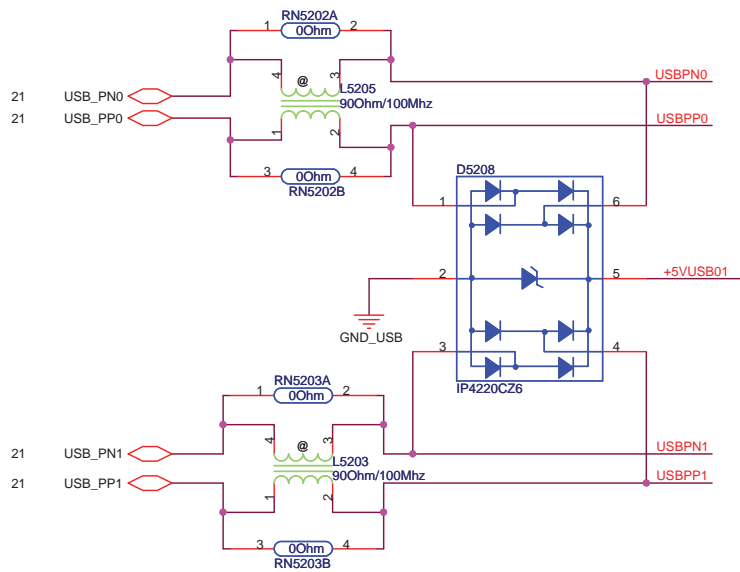 RN5202A
1 0Ohm 2
4 @ 3
21 USB_PN0
L5205
90Ohm/100Mhz
USBPN0
21 USB_PP0
1 2
USBPP0
3 0Ohm 4
RN5202B
D5208
1 6
2 5 +5VUSB01
GND_USB
3 4
IP4220CZ6
RN5203A
1 0Ohm 2
4 @ 3
21 USB_PN1
L5203
90Ohm/100Mhz
USBPN1
21 USB_PP1
1 2
USBPP1
3 0Ohm 4
RN5203B